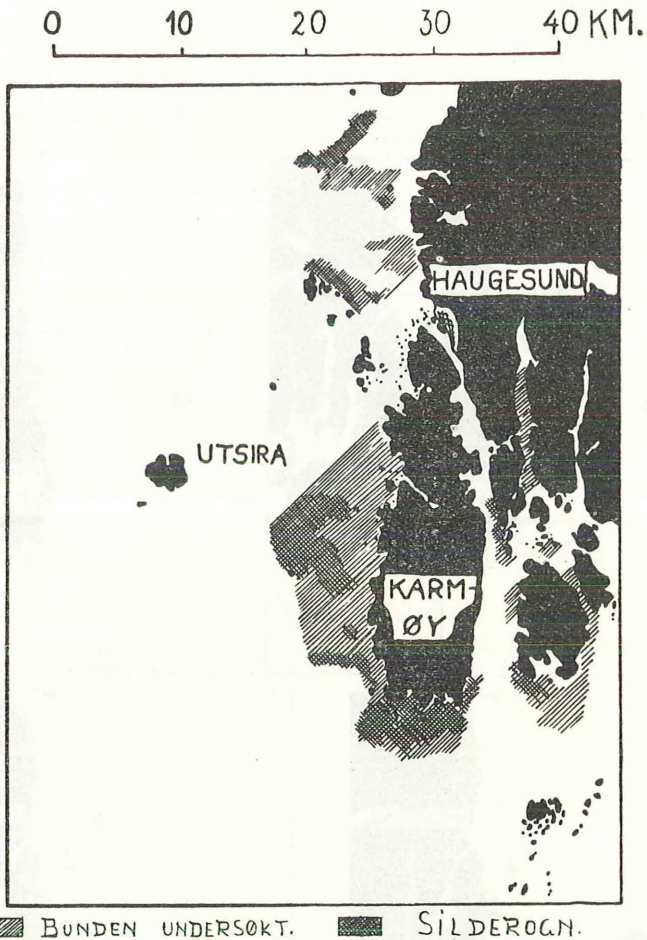 0 10 20 30 40 KM.
HAUGESUND
UTSIRA
KARM-
ØY
BUNDEN UNDERSØKT. SILDEROGN.